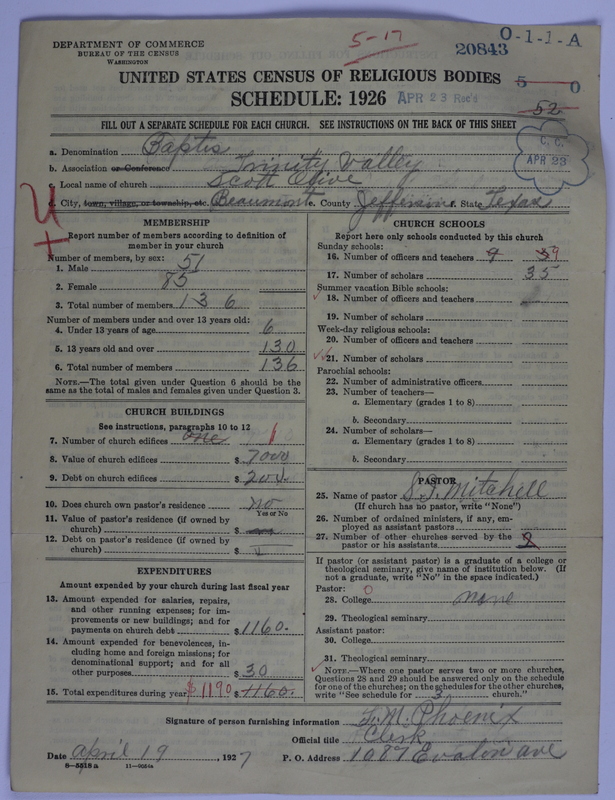 5-17
O-1-1-A
20843
DEPARTMENT OF COMMERCE
BUREAU OF THE CENSUS
WASHINGTON
UNITED STATES CENSUS OF RELIGIOUS BODIES
5 0
SCHEDULE: 1926 APR 23 Rec'd
52
FILL OUT A SEPARATE SCHEDULE FOR EACH CHURCH. SEE INSTRUCTIONS ON THE BACK OF THIS SHEET
C. C.
APR 23
a. Denomination Baptis
b. Association or Conference Trinity Valley
c. Local name of church Scott Olive
d. City, town, village, or township, etc. Beaumont e. County Jefferson f. State Texas
MEMBERSHIP
Report number of members according to definition of
member in your church
Number of members, by sex:
1. Male 51
2. Female 85
3. Total number of members 136
Number of members under and over 13 years old:
4. Under 13 years of age 6
5. 13 years old and over 130
6. Total number of members 136
NOTE.—The total given under Question 6 should be the
same as the total of males and females given under Question 3.
CHURCH BUILDINGS
See instructions, paragraphs 10 to 12
7. Number of church edifices one 1
8. Value of church edifices $ 7000
9. Debt on church edifices $ 200.
10. Does church own pastor's residence no
Yes or No
11. Value of pastor's residence (if owned by
church) $
12. Debt on pastor's residence (if owned by
church) $
EXPENDITURES
Amount expended by your church during last fiscal year
13. Amount expended for salaries, repairs,
and other running expenses; for im-
provements or new buildings; and for
payments on church debt $ 1160.
14. Amount expended for benevolences, in-
cluding home and foreign missions; for
denominational support; and for all
other purposes $ 30
15. Total expenditures during year $ 1190 1160.
CHURCH SCHOOLS
Report here only schools conducted by this church
Sunday schools:
16. Number of officers and teachers 9 9
17. Number of scholars 35
Summer vacation Bible schools:
18. Number of officers and teachers
19. Number of scholars
Week-day religious schools:
20. Number of officers and teachers
21. Number of scholars
Parochial schools:
22. Number of administrative officers
23. Number of teachers—
a. Elementary (grades 1 to 8)
b. Secondary
24. Number of scholars—
a. Elementary (grades 1 to 8)
b. Secondary
PASTOR
25. Name of pastor S. S. Mitchell
(If church has no pastor, write "None")
26. Number of ordained ministers, if any, em-
ployed as assistant pastors
27. Number of other churches served by the
pastor or his assistants 2
If pastor (or assistant pastor) is a graduate of a college or
theological seminary, give name of institution below. (If
not a graduate, write "No" in the space indicated.)
Pastor: 0
28. College none
29. Theological seminary
Assistant pastor:
30. College
31. Theological seminary
NOTE.—Where one pastor serves two or more churches,
Questions 28 and 29 should be answered only on the schedule
for one of the churches; on the schedules for the other churches,
write "See schedule for 3 church."
Signature of person furnishing information F. M. Phoenix
Official title Clerk
Date april 19, 1927 P. O. Address 1087 Evalon ave
8-5518 a 11-9054a